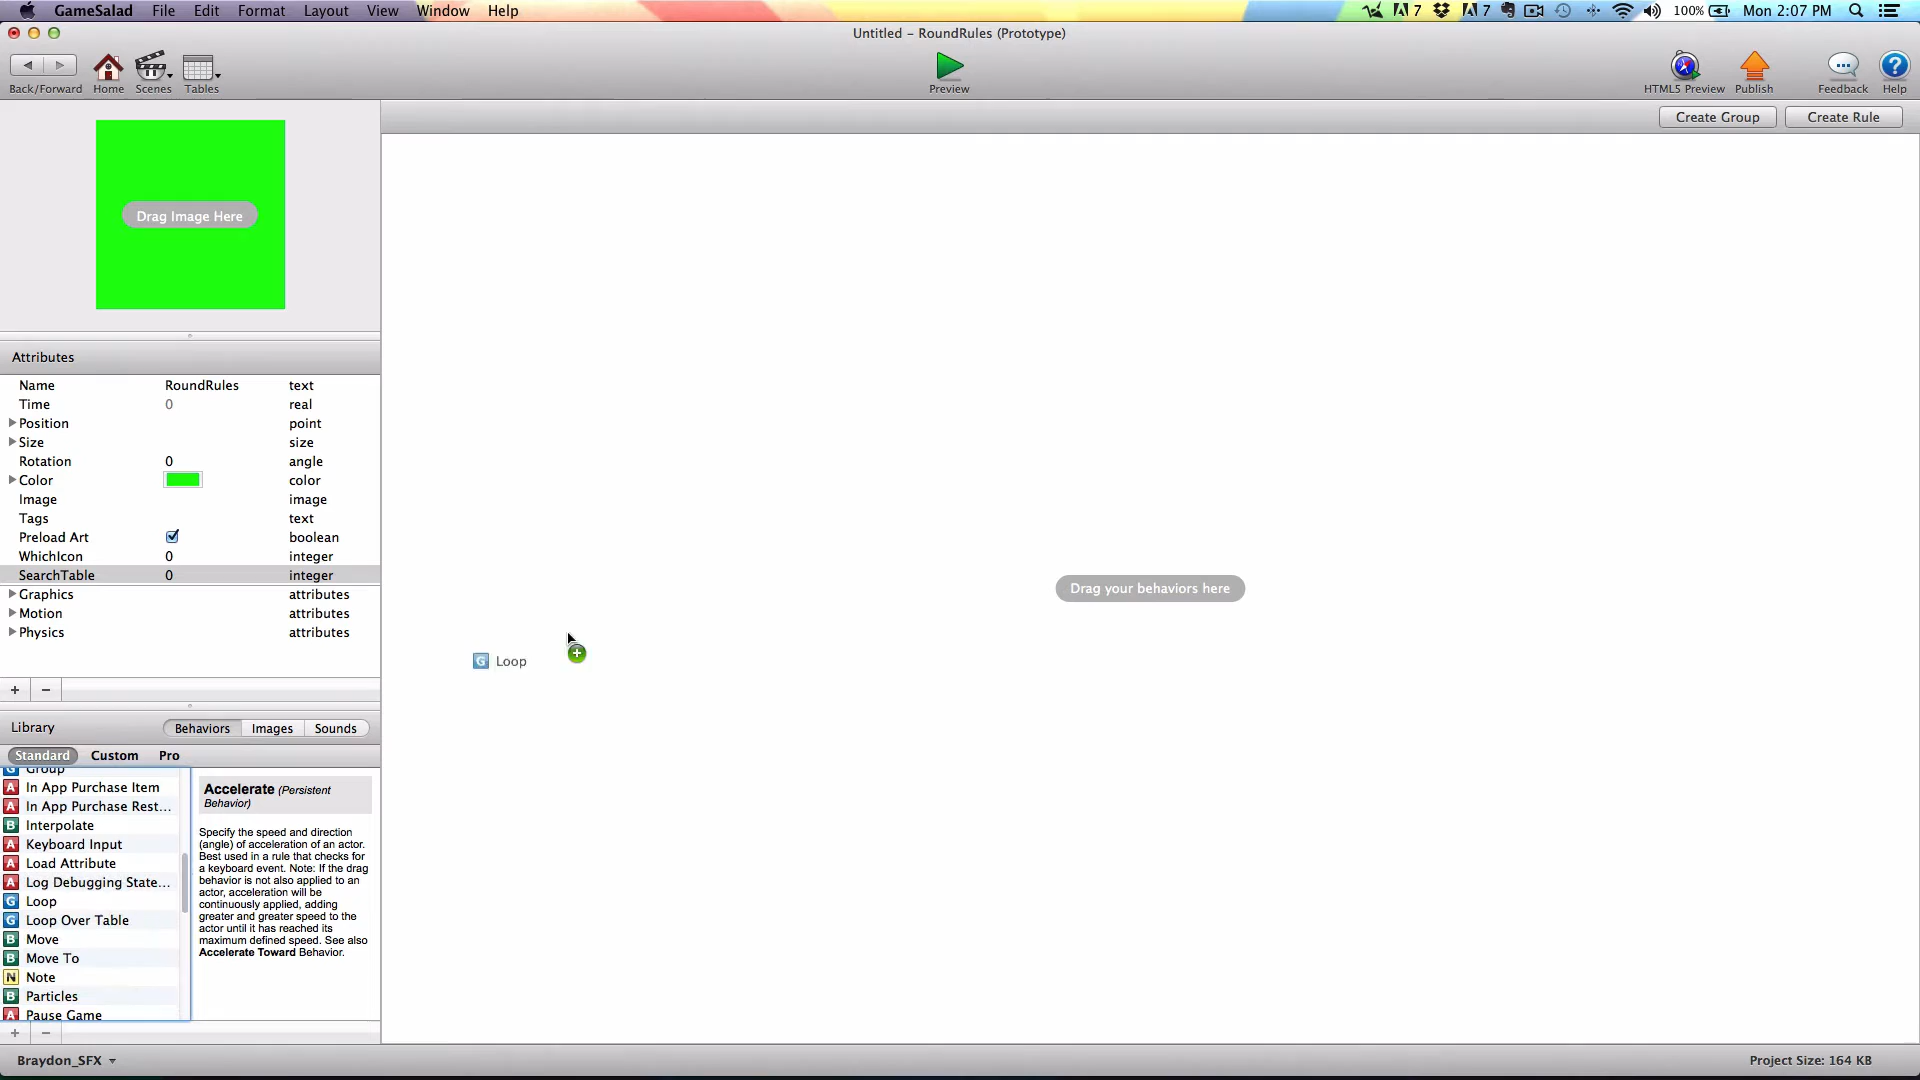 GameSalad File Edit Format Layout View Window Help
7 7 100% Mon 2:07 PM
Untitled – RoundRules (Prototype)
Back/Forward Home Scenes Tables Preview HTML5 Preview Publish Feedback Help
Create Group Create Rule
Drag Image Here
Attributes
Name RoundRules text
Time 0 real
Position point
Size size
Rotation 0 angle
Color color
Image image
Tags text
Preload Art boolean
WhichIcon 0 integer
SearchTable 0 integer
Graphics attributes
Motion attributes
Physics attributes
Drag your behaviors here
G Loop
+ −
Library Behaviors Images Sounds
Standard Custom Pro
G Group
A In App Purchase Item
A In App Purchase Rest...
B Interpolate
A Keyboard Input
A Load Attribute
A Log Debugging State...
G Loop
G Loop Over Table
B Move
B Move To
N Note
B Particles
A Pause Game
Accelerate (Persistent
Behavior)
Specify the speed and direction
(angle) of acceleration of an actor.
Best used in a rule that checks for
a keyboard event. Note: If the drag
behavior is not also applied to an
actor, acceleration will be
continuously applied, adding
greater and greater speed to the
actor until it has reached its
maximum defined speed. See also
Accelerate Toward Behavior.
+ −
Braydon_SFX Project Size: 164 KB